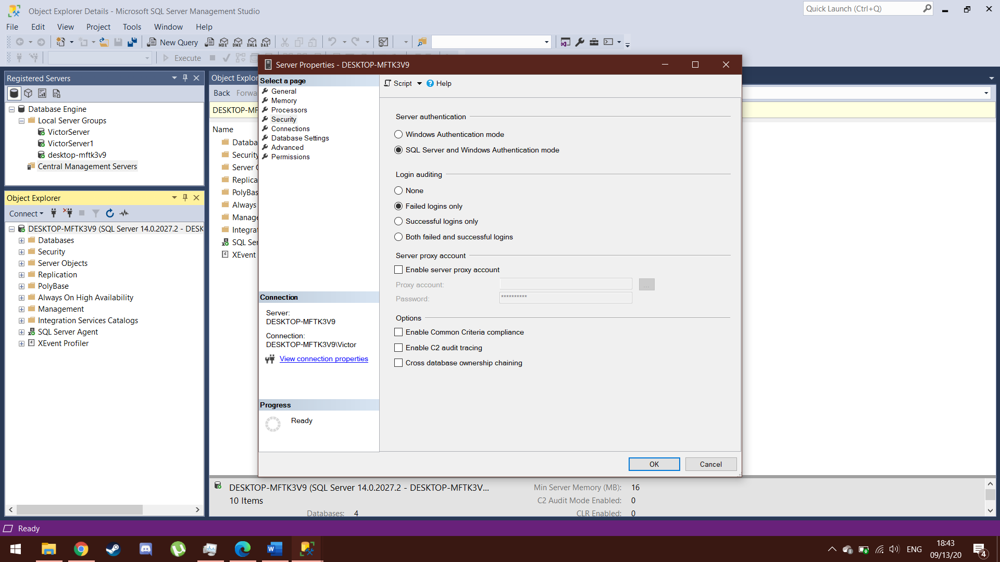 Object Explorer Details - Microsoft SQL Server Management Studio
Quick Launch (Ctrl+Q)
File Edit View Project Tools Window Help
New Query MDX DMX XMLA DAX
Execute
Registered Servers
Database Engine
Local Server Groups
VictorServer
VictorServer1
desktop-mftk3v9
Central Management Servers
Object Explorer
Connect
DESKTOP-MFTK3V9 (SQL Server 14.0.2027.2 - DESK
Databases
Security
Server Objects
Replication
PolyBase
Always On High Availability
Management
Integration Services Catalogs
SQL Server Agent
XEvent Profiler
Object Explor
Back Forwa
DESKTOP-MF
Name
Databa
Security
Server O
Replica
PolyBas
Always
Manage
Integrat
SQL Ser
XEvent
Server Properties - DESKTOP-MFTK3V9
Select a page
General
Memory
Processors
Security
Connections
Database Settings
Advanced
Permissions
Connection
Server:
DESKTOP-MFTK3V9
Connection:
DESKTOP-MFTK3V9\Victor
View connection properties
Progress
Ready
Script Help
Server authentication
Windows Authentication mode
SQL Server and Windows Authentication mode
Login auditing
None
Failed logins only
Successful logins only
Both failed and successful logins
Server proxy account
Enable server proxy account
Proxy account:
...
Password: **********
Options
Enable Common Criteria compliance
Enable C2 audit tracing
Cross database ownership chaining
OK Cancel
DESKTOP-MFTK3V9 (SQL Server 14.0.2027.2 - DESKTOP-MFTK3V...
10 Items
Databases: 4
Min Server Memory (MB): 16
C2 Audit Mode Enabled: 0
CLR Enabled: 0
Ready
ENG
18:43
09/13/20
4